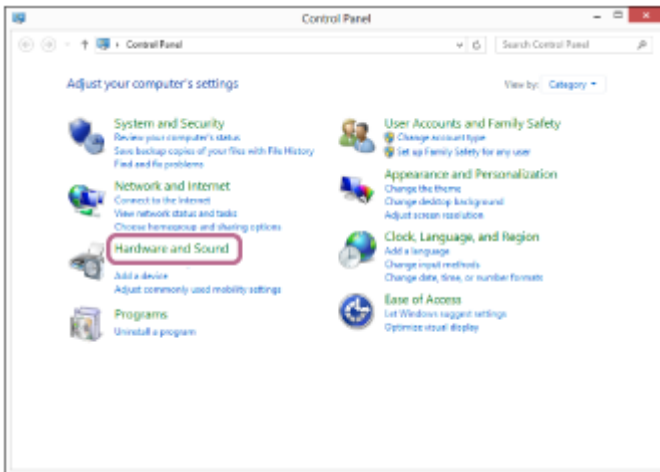 Control Panel
Control Panel
Search Control Panel
Adjust your computer's settings
View by: Category
System and Security
Review your computer's status
Save backup copies of your files with File History
Find and fix problems
Network and Internet
Connect to the Internet
View network status and tasks
Choose homegroup and sharing options
Hardware and Sound
Add a device
Adjust commonly used mobility settings
Programs
Uninstall a program
User Accounts and Family Safety
Change account type
Set up Family Safety for any user
Appearance and Personalization
Change the theme
Change desktop background
Adjust screen resolution
Clock, Language, and Region
Add a language
Change input methods
Change date, time, or number formats
Ease of Access
Let Windows suggest settings
Optimize visual display